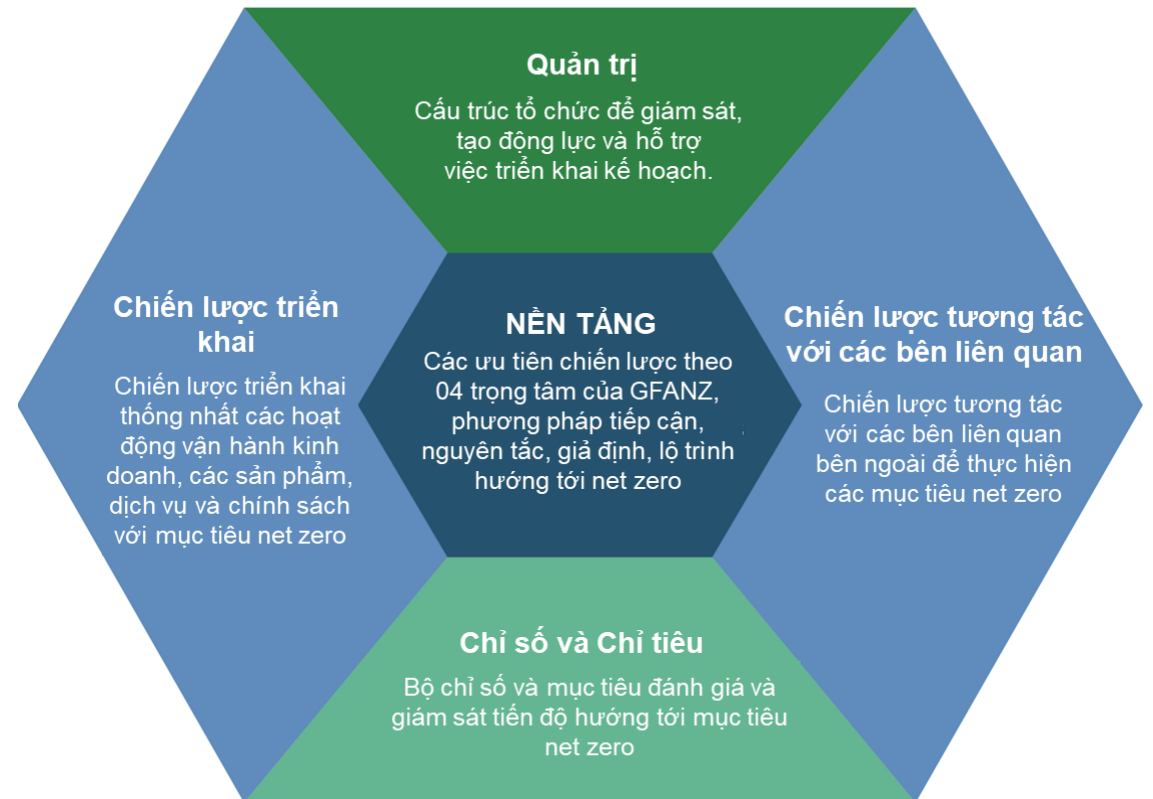 Quản trị
Cấu trúc tổ chức để giám sát,
tạo động lực và hỗ trợ
việc triển khai kế hoạch.
Chiến lược triển
khai
Chiến lược triển khai
thống nhất các hoạt
động vận hành kinh
doanh, các sản phẩm,
dịch vụ và chính sách
với mục tiêu net zero
NỀN TẢNG
Các ưu tiên chiến lược theo
04 trọng tâm của GFANZ,
phương pháp tiếp cận,
nguyên tắc, giả định, lộ trình
hướng tới net zero
Chiến lược tương tác
với các bên liên quan
Chiến lược tương tác
với các bên liên quan
bên ngoài để thực hiện
các mục tiêu net zero
Chỉ số và Chỉ tiêu
Bộ chỉ số và mục tiêu đánh giá và
giám sát tiến độ hướng tới mục tiêu
net zero